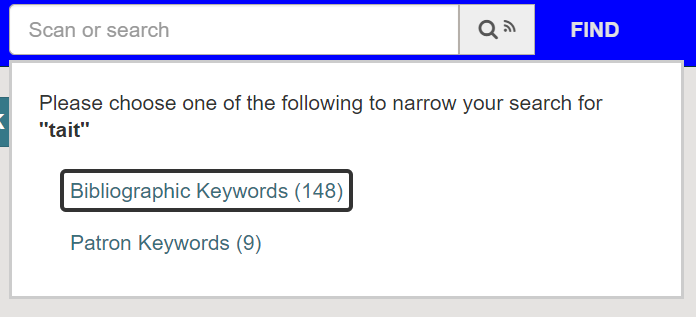 Scan or search
FIND
Please choose one of the following to narrow your search for
"tait"
Bibliographic Keywords (148)
Patron Keywords (9)